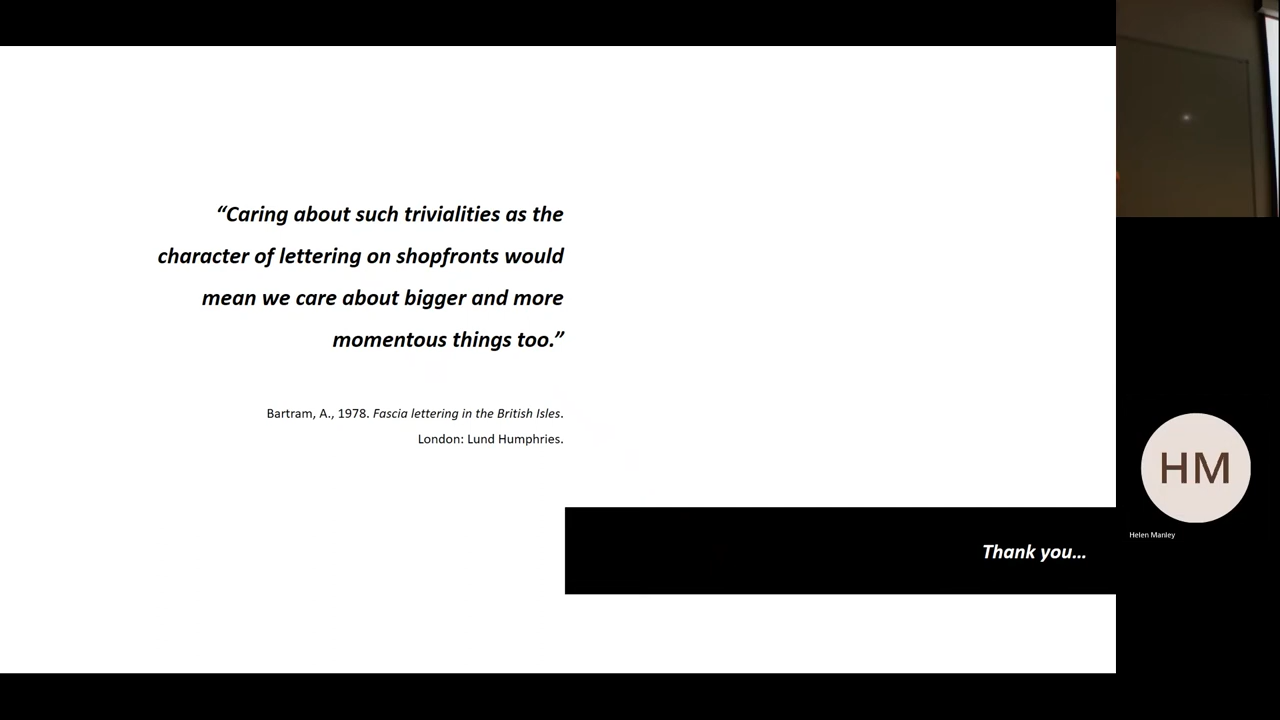 “Caring about such trivialities as the
character of lettering on shopfronts would
mean we care about bigger and more
momentous things too.”
Bartram, A., 1978. Fascia lettering in the British Isles.
London: Lund Humphries.
Thank you...
HM
Helen Manley